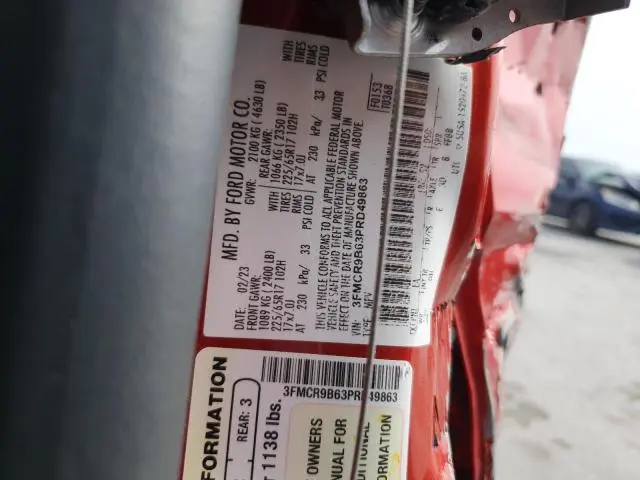 MFD. BY FORD MOTOR CO.
DATE: 02/23
GVWR: 2100 KG ( 4630 LB)
FRONT GAWR:
1089 KG ( 2400 LB)
225/65R17 102H
17x7.0J
AT 230 kPa/ 33 PSI COLD
WITH
TIRES
RIMS
REAR GAWR:
1066 KG ( 2350 LB)
225/65R17 102H
17x7.0J
AT 230 kPa/ 33 PSI COLD
WITH
TIRES
RIMS
THIS VEHICLE CONFORMS TO ALL APPLICABLE FEDERAL MOTOR
VEHICLE SAFETY AND THEFT PREVENTION STANDARDS IN
EFFECT ON THE DATE OF MANUFACTURE SHOWN ABOVE.
VIN: 3FMCR9B63PRD49863
TYPE: MPV
F0153
T0368
3FMCR9B63PRD49863
FORMATION
REAR: 3
1138 lbs.
OWNERS
NUAL FOR
DITIONAL
ORMATION